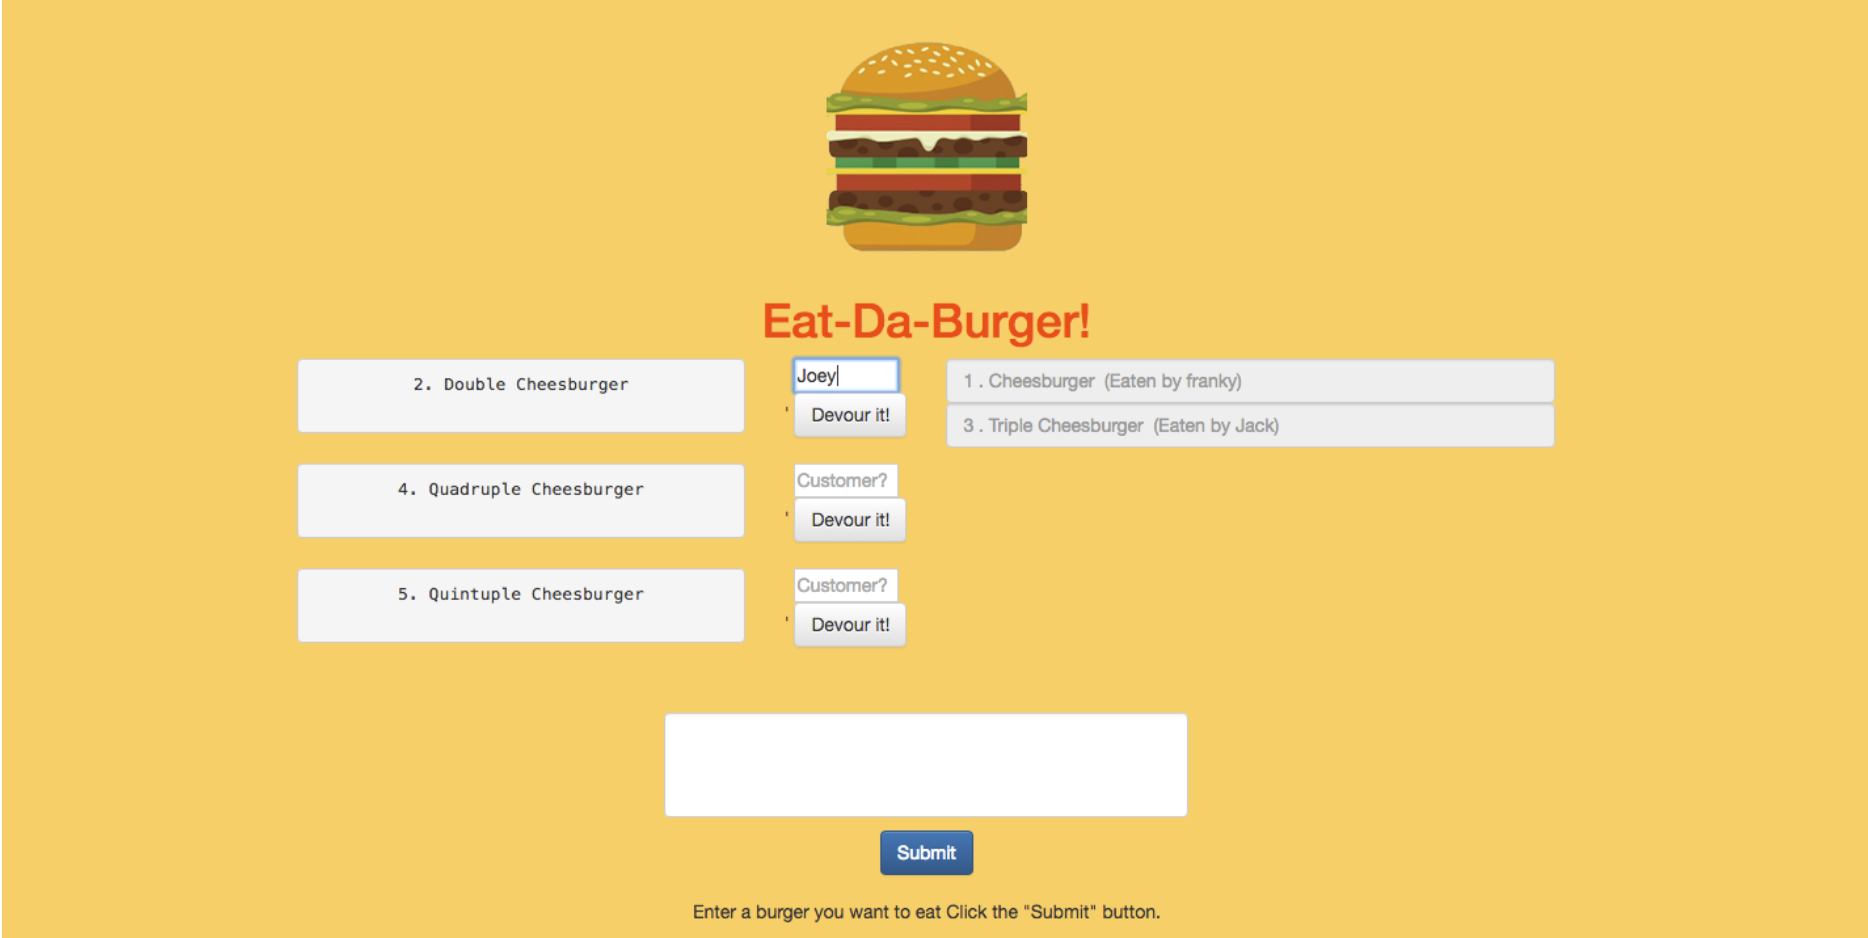 Eat-Da-Burger!
2. Double Cheesburger
Joey
' Devour it!
4. Quadruple Cheesburger
Customer?
' Devour it!
5. Quintuple Cheesburger
Customer?
' Devour it!
1 . Cheesburger (Eaten by franky)
3 . Triple Cheesburger (Eaten by Jack)
Submit
Enter a burger you want to eat Click the "Submit" button.